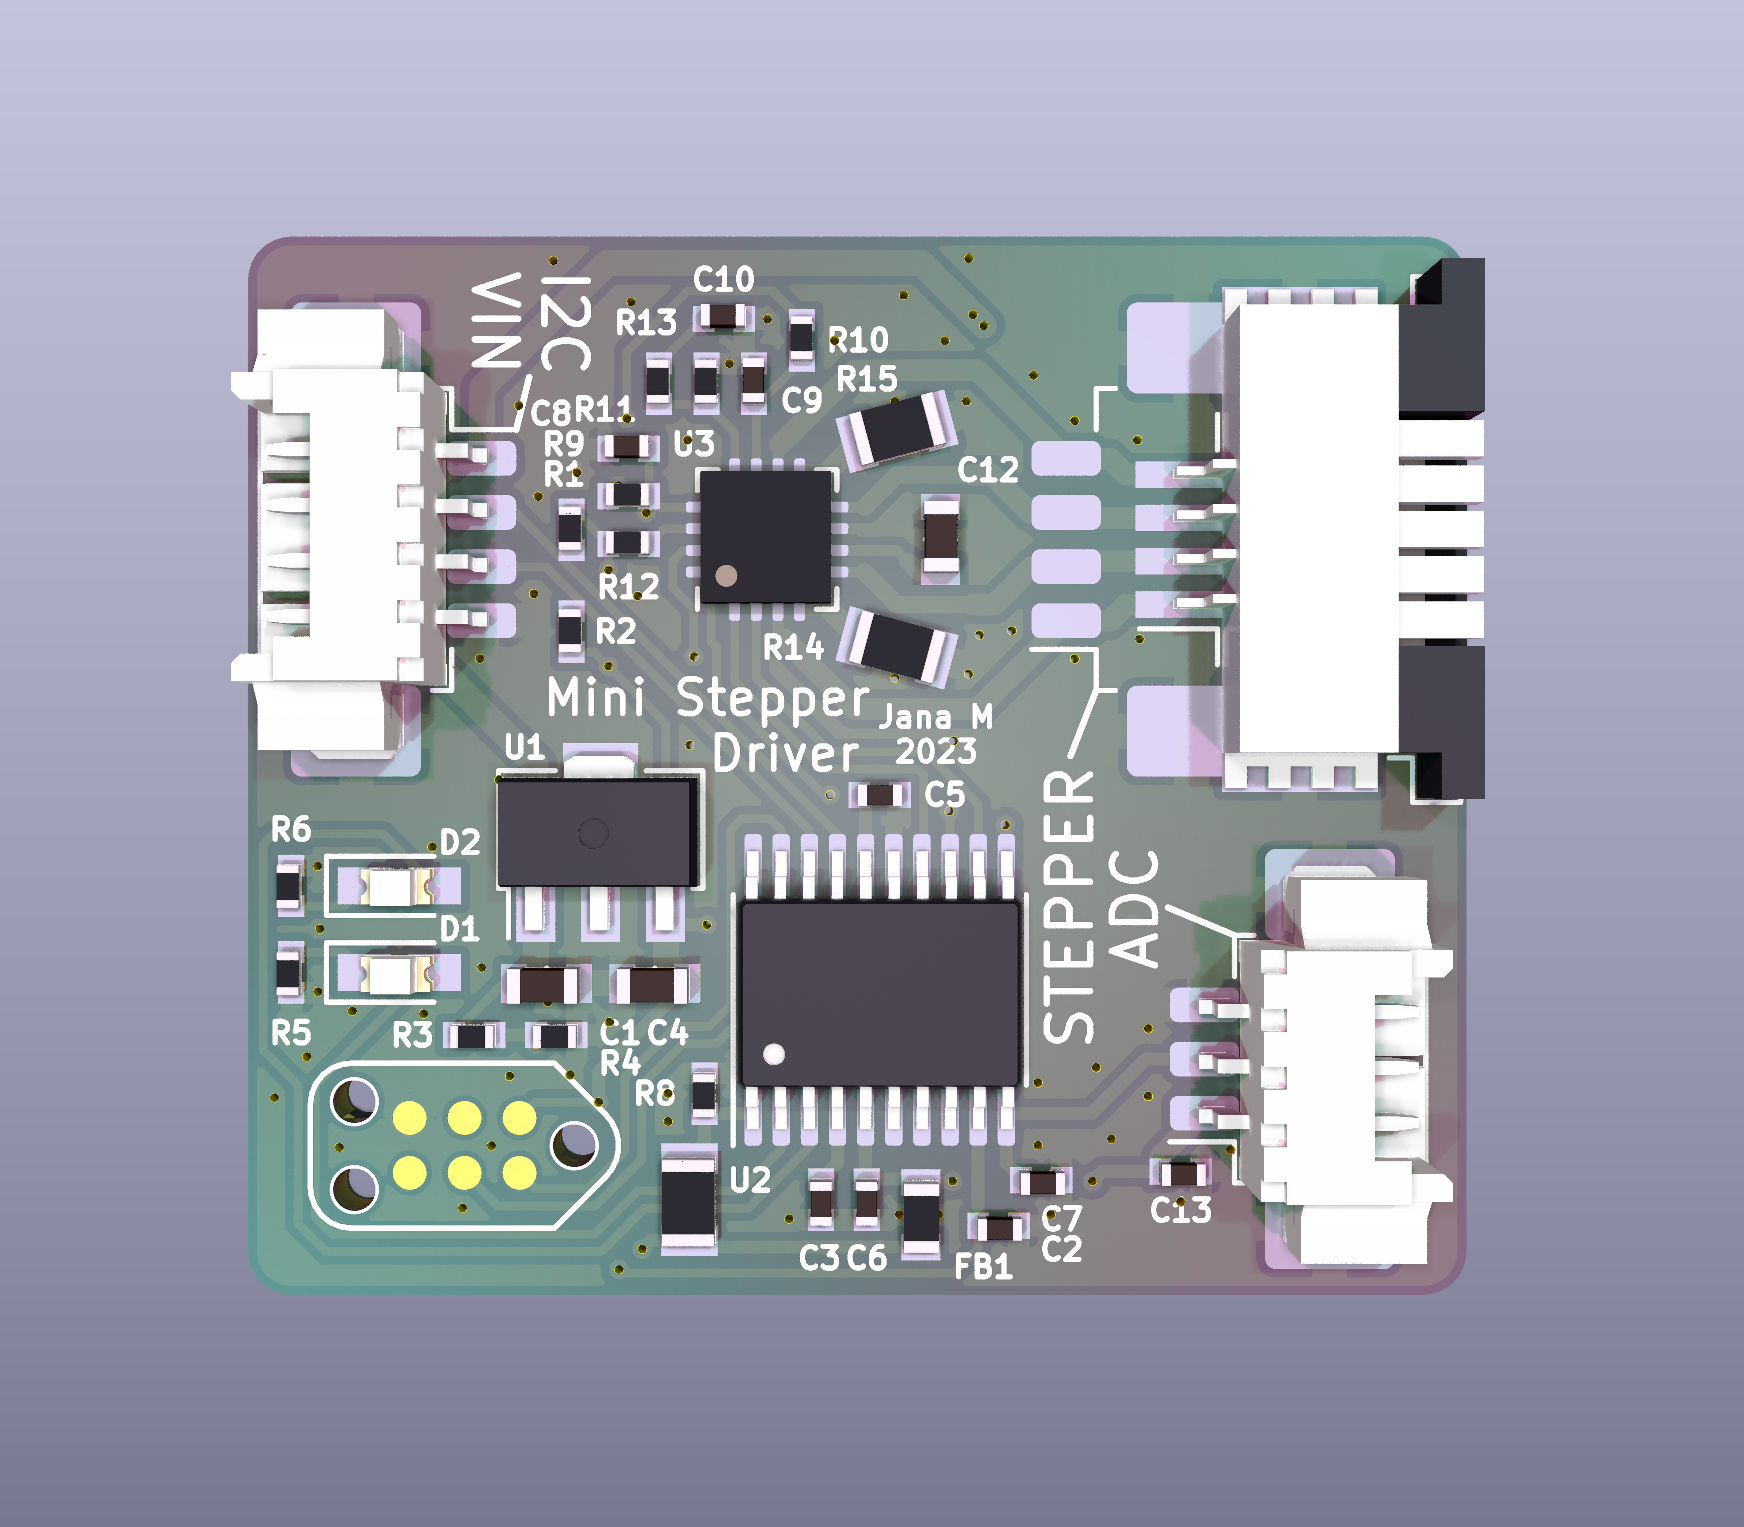 C10
I2C
VIN
R13
R10
R15
C9
C8
R11
R9
U3
R1
C12
R12
R2
R14
Mini Stepper
Driver
Jana M
2023
U1
C5
STEPPER
ADC
R6
D2
D1
R5
R3
C1
C4
R4
R8
U2
C3
C6
FB1
C7
C2
C13